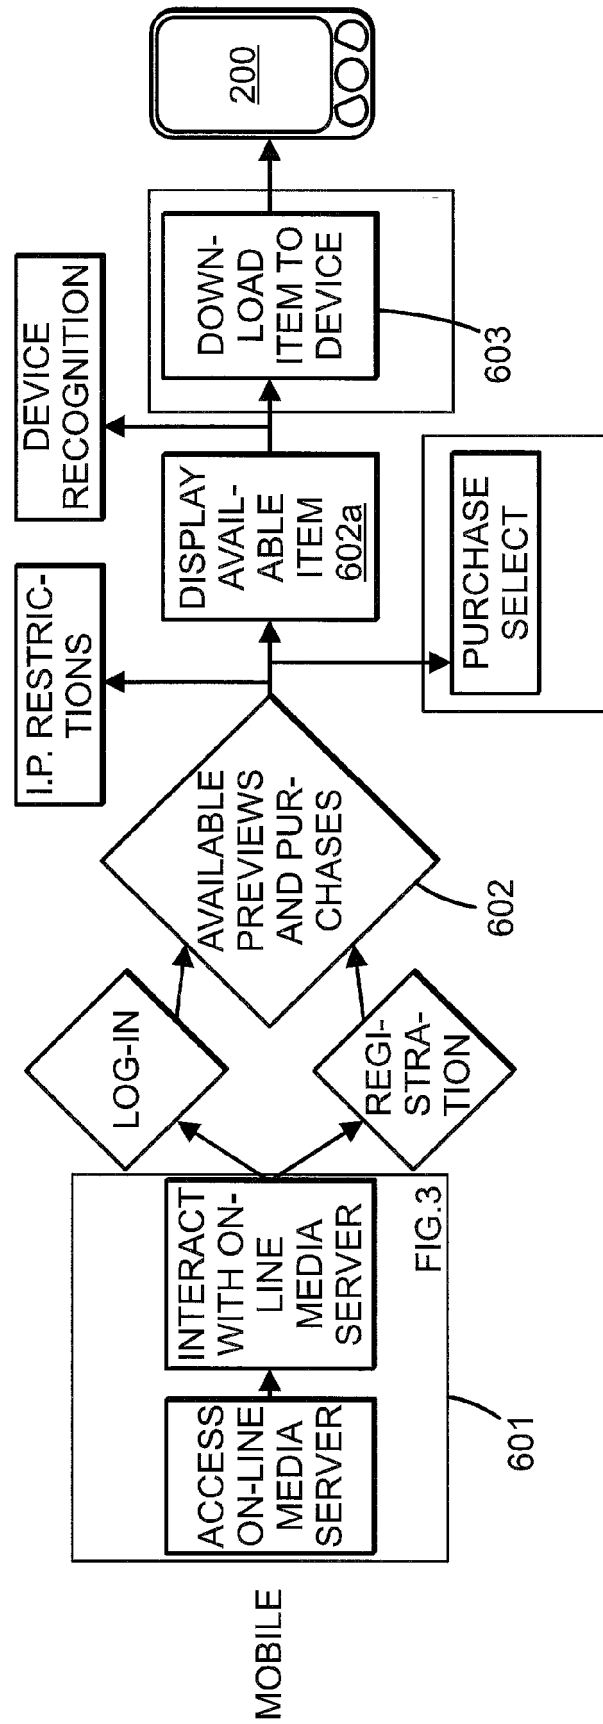 MOBILE
ACCESS
ON-LINE
MEDIA
SERVER
INTERACT
WITH ON-
LINE
MEDIA
SERVER
FIG.3
601
LOG-IN
REGI-
STRA-
TION
AVAILABLE
PREVIEWS
AND PUR-
CHASES
602
I.P. RESTRIC-
TIONS
PURCHASE
SELECT
DISPLAY
AVAIL-
ABLE
ITEM
602a
DEVICE
RECOGNITION
DOWN-
LOAD
ITEM TO
DEVICE
603
200